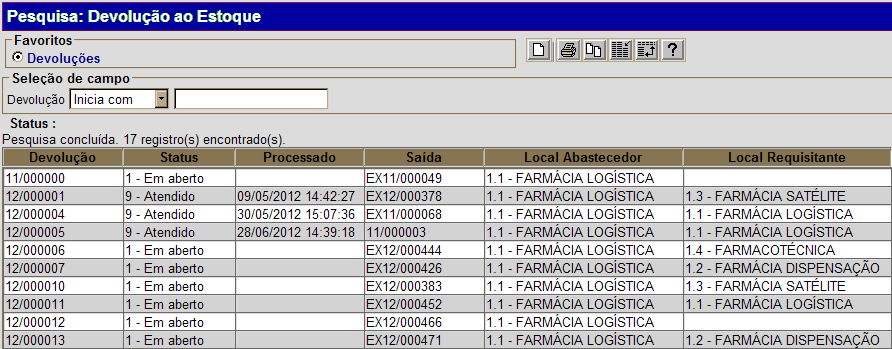 Pesquisa: Devolução ao Estoque
Favoritos
Devoluções
?
Seleção de campo
Devolução Inicia com
Status :
Pesquisa concluída. 17 registro(s) encontrado(s).
Devolução Status Processado Saída Local Abastecedor Local Requisitante
11/000000 1 - Em aberto EX11/000049 1.1 - FARMÁCIA LOGÍSTICA
12/000001 9 - Atendido 09/05/2012 14:42:27 EX12/000378 1.1 - FARMÁCIA LOGÍSTICA 1.3 - FARMÁCIA SATÉLITE
12/000004 9 - Atendido 30/05/2012 15:07:36 EX11/000068 1.1 - FARMÁCIA LOGÍSTICA 1.1 - FARMÁCIA LOGÍSTICA
12/000005 9 - Atendido 28/06/2012 14:39:18 11/000003 1.1 - FARMÁCIA LOGÍSTICA 1.1 - FARMÁCIA LOGÍSTICA
12/000006 1 - Em aberto EX12/000444 1.1 - FARMÁCIA LOGÍSTICA 1.4 - FARMACOTÉCNICA
12/000007 1 - Em aberto EX12/000426 1.1 - FARMÁCIA LOGÍSTICA 1.2 - FARMÁCIA DISPENSAÇÃO
12/000010 1 - Em aberto EX12/000383 1.1 - FARMÁCIA LOGÍSTICA 1.3 - FARMÁCIA SATÉLITE
12/000011 1 - Em aberto EX12/000452 1.1 - FARMÁCIA LOGÍSTICA 1.1 - FARMÁCIA LOGÍSTICA
12/000012 1 - Em aberto EX12/000466 1.1 - FARMÁCIA LOGÍSTICA
12/000013 1 - Em aberto EX12/000471 1.1 - FARMÁCIA LOGÍSTICA 1.2 - FARMÁCIA DISPENSAÇÃO